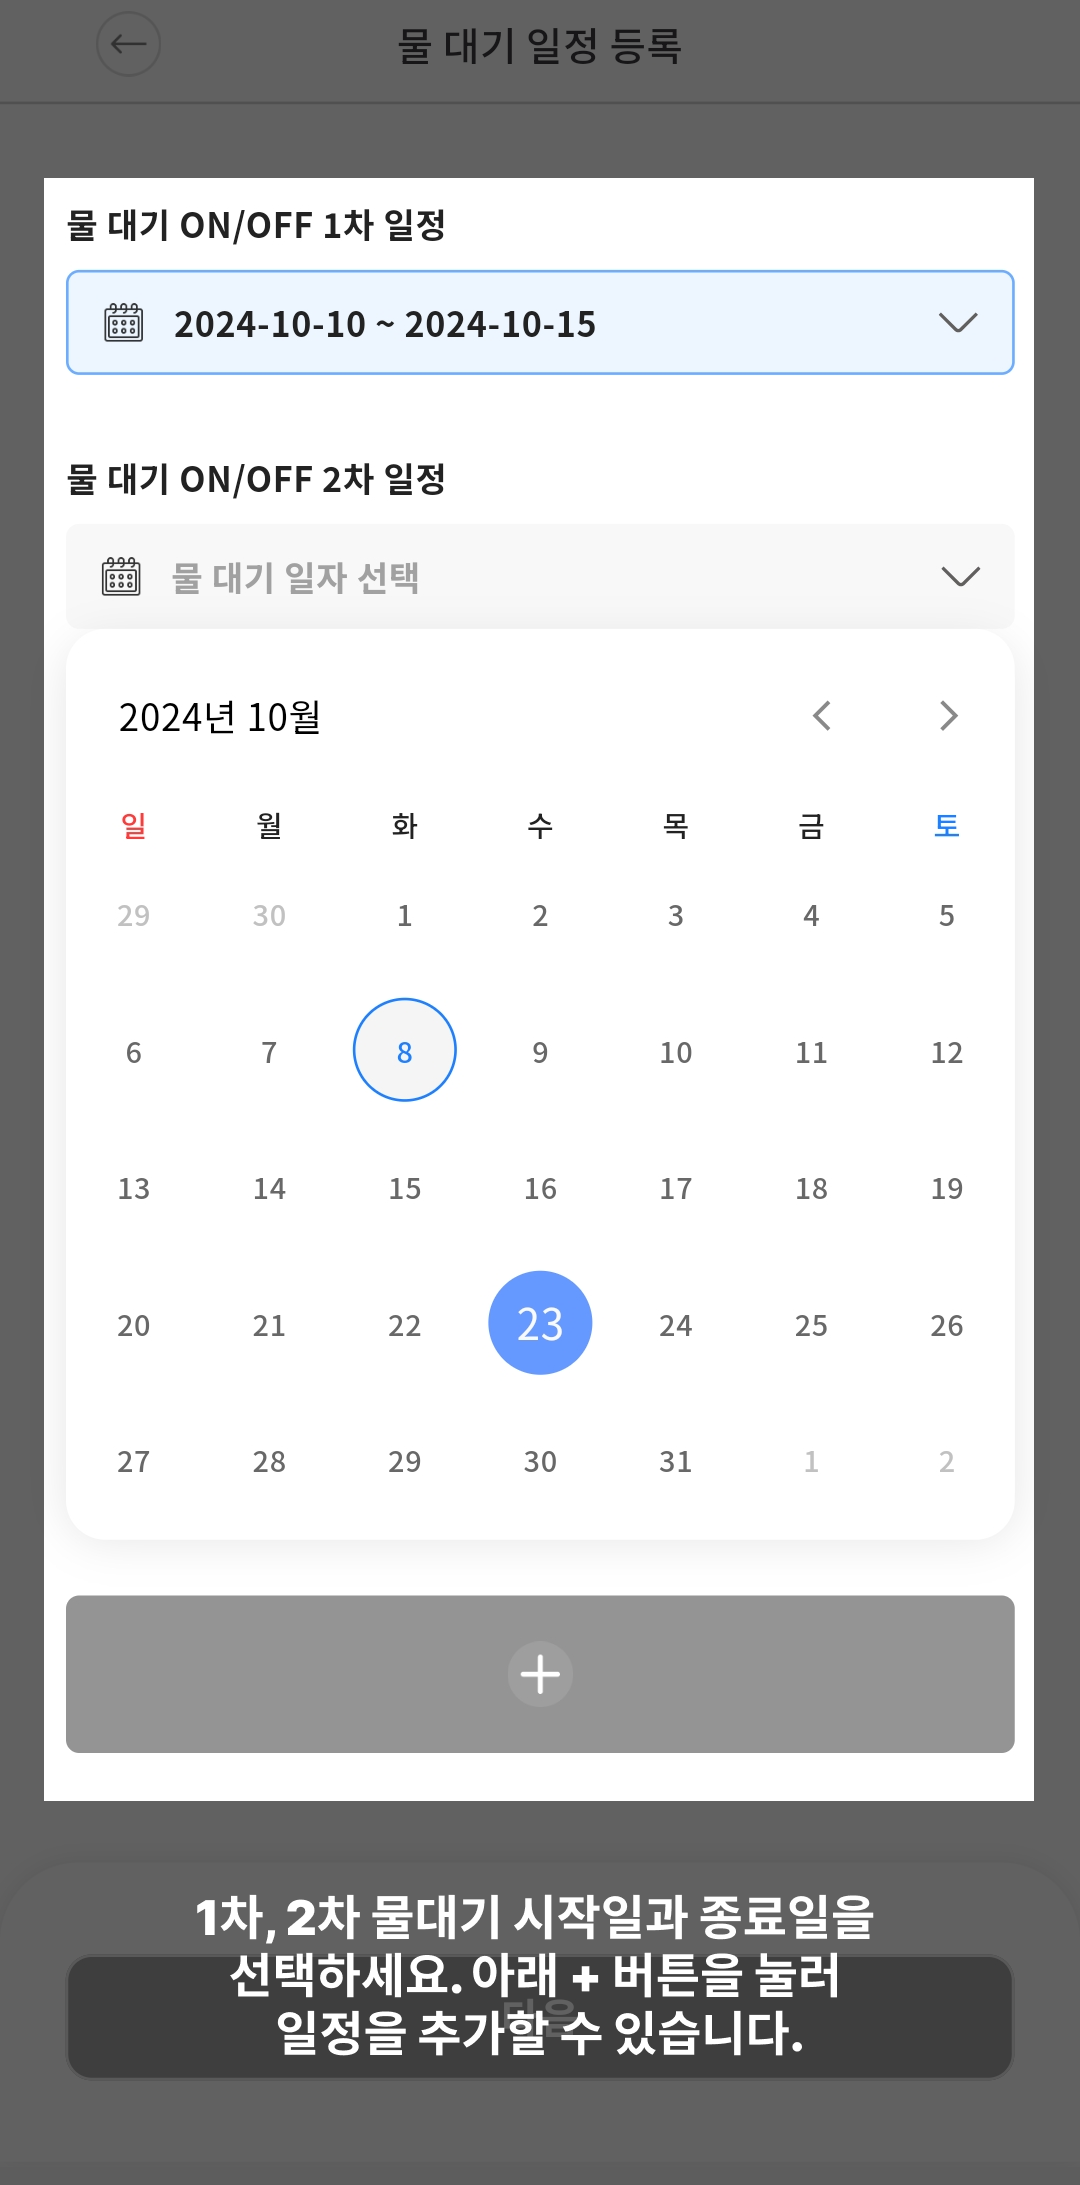 물 대기 일정 등록
물 대기 ON/OFF 1차 일정
2024-10-10 ~ 2024-10-15
물 대기 ON/OFF 2차 일정
물 대기 일자 선택
2024년 10월
일 월 화 수 목 금 토
29 30 1 2 3 4 5
6 7 8 9 10 11 12
13 14 15 16 17 18 19
20 21 22 23 24 25 26
27 28 29 30 31 1 2
1차, 2차 물대기 시작일과 종료일을
선택하세요. 아래 + 버튼을 눌러
다음
일정을 추가할 수 있습니다.